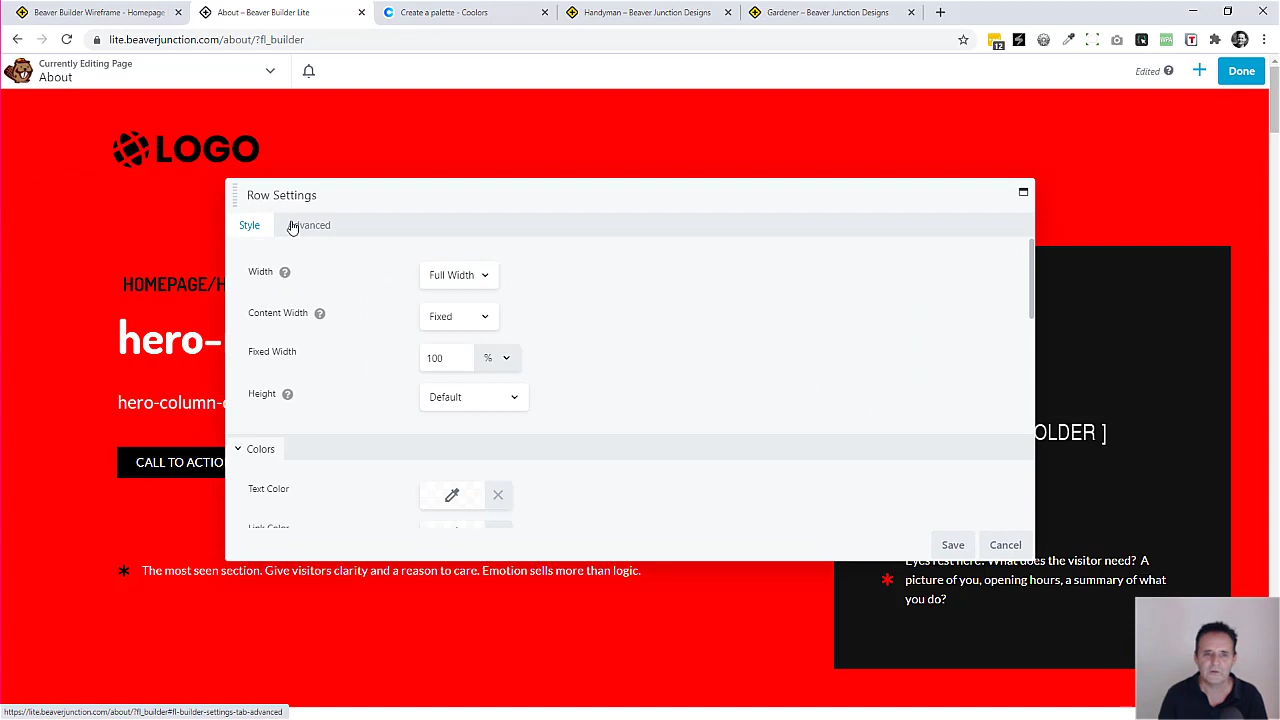 Beaver Builder Wireframe - Homepage
About – Beaver Builder Lite
Create a palette - Coolors
Handyman – Beaver Junction Designs
Gardener – Beaver Junction Designs
lite.beaverjunction.com/about/?fl_builder
12
WPA
T
Currently Editing Page
About
Edited
Done
LOGO
Row Settings
Style
vanced
HOMEPAGE/H
hero-
hero-column-
CALL TO ACTIO
Width
Full Width
Content Width
Fixed
Fixed Width
100
%
Height
Default
Colors
Text Color
Link Color
Save
Cancel
OLDER ]
The most seen section. Give visitors clarity and a reason to care. Emotion sells more than logic.
Eyes rest here. What does the visitor need? A
picture of you, opening hours, a summary of what
you do?
https://lite.beaverjunction.com/about/?fl_builder#fl-builder-settings-tab-advanced